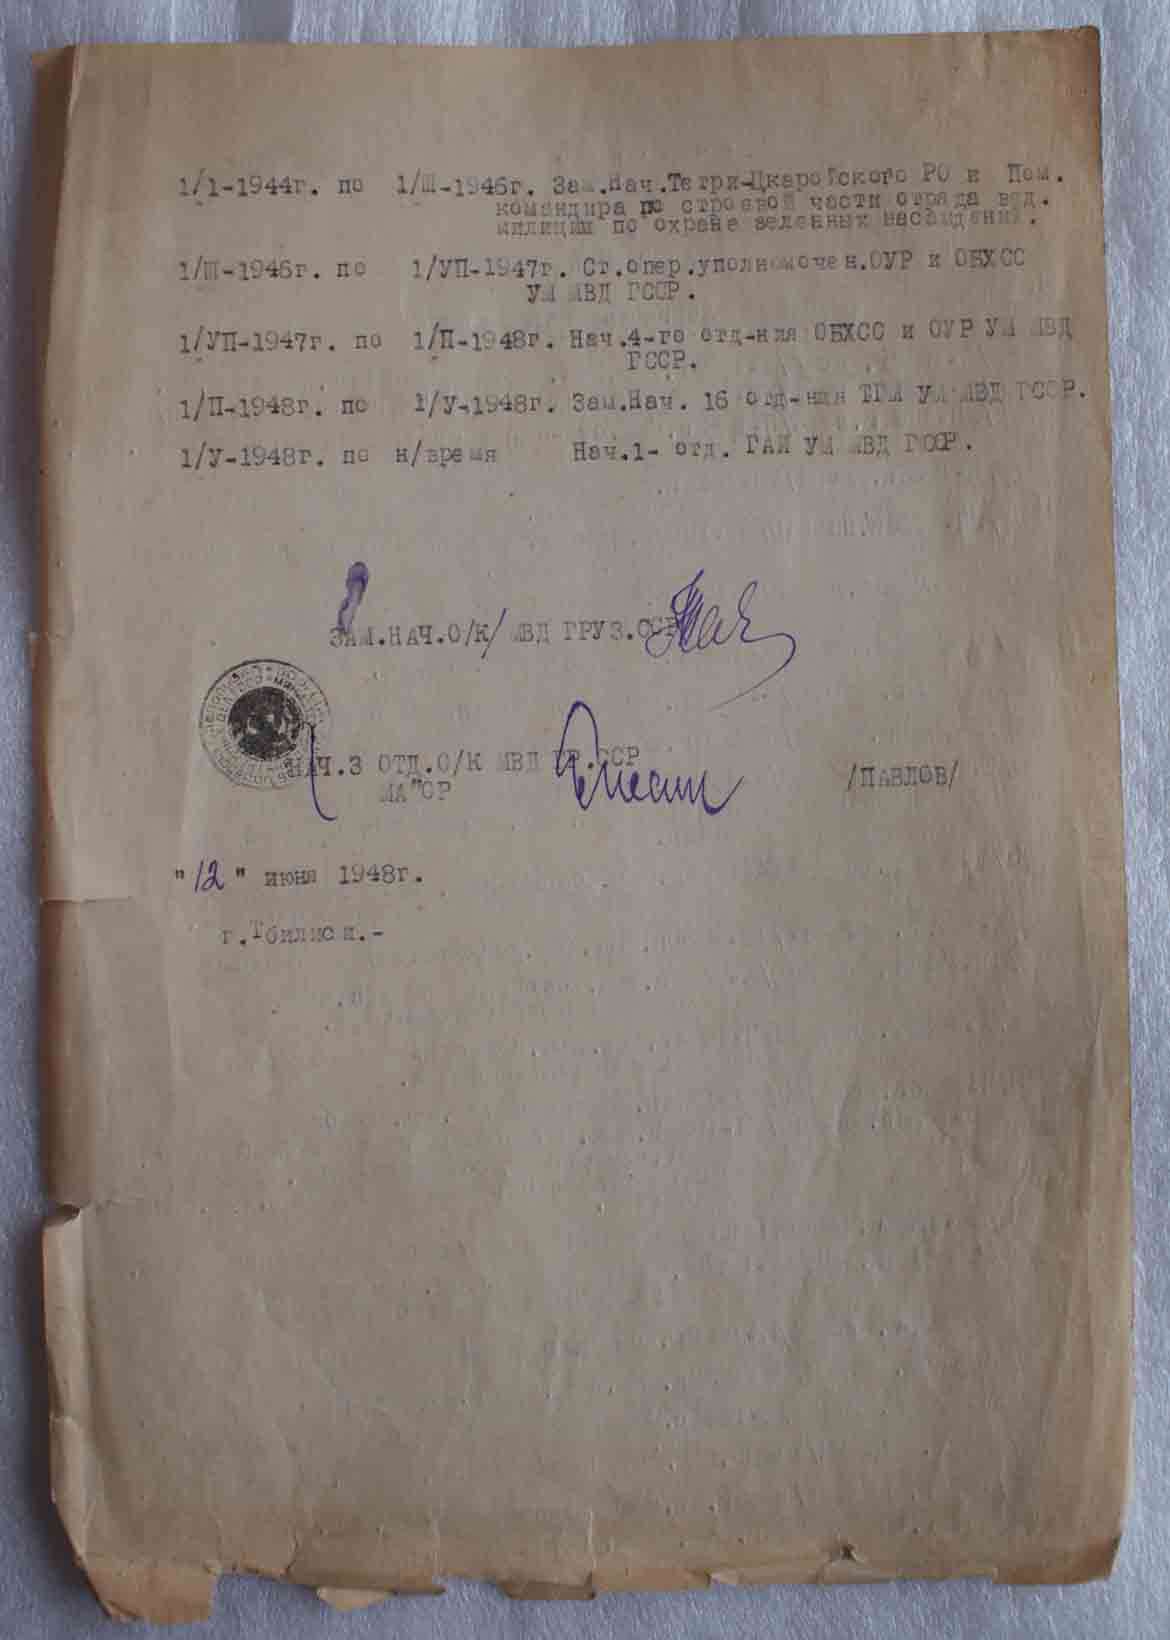 1/1-1944г. по 1/Ш-1946г. Зам.Нач.Тетри-Цкаройского РО и Пом.
командира по строевой части отряда вед.
милиции по охране зеленных насаждений.
1/Ш-1946г. по 1/УП-1947г. Ст.опер.уполномочен.ОУР и ОБХСС
УМ МВД ГССР.
1/УП-1947г. по 1/П-1948г. Нач.4-го отд-ния ОБХСС и ОУР УМ МВД
ГССР.
1/П-1948г. по 1/У-1948г. Зам.Нач. 16 отд-ния ТГМ УМ МВД ГССР.
1/У-1948г. по н/время Нач.1- отд. ГАИ УМ МВД ГССР.
ЗАМ.НАЧ.О/К/ МВД ГРУЗ.ССР
НАЧ.3 ОТД.О/К МВД ГР.ССР
МА"ОР /ПАВЛОВ/
"12" июня 1948г.
г.Тбилиси.-